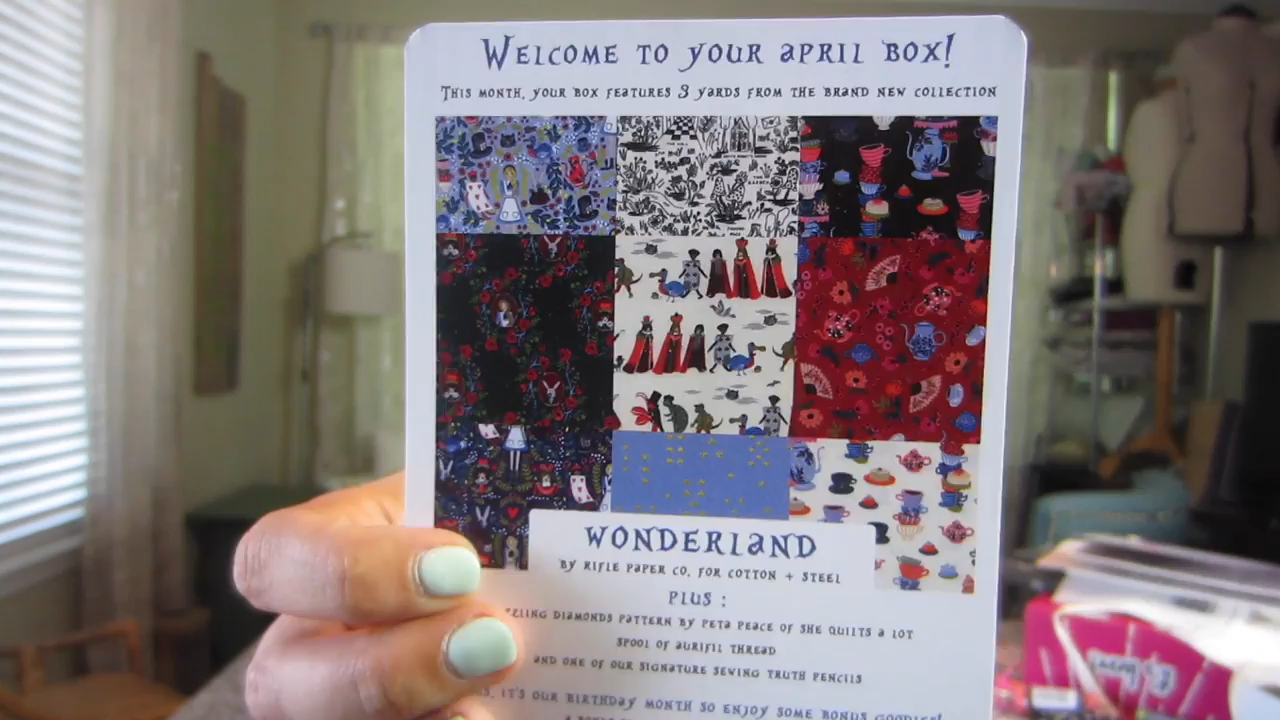 WELCOME TO YOUR APRIL BOX!
THIS MONTH, YOUR BOX FEATURES 3 YARDS FROM THE BRAND NEW COLLECTION
WONDERLAND
BY RIFLE PAPER CO. FOR COTTON + STEEL
PLUS :
DIAMONDS PATTERN BY PETA PEACE OF SHE QUILTS A LOT
SPOOL OF AURIFIL THREAD
AND ONE OF OUR SIGNATURE SEWING TRUTH PENCILS
IT'S OUR BIRTHDAY MONTH SO ENJOY SOME BONUS GOODIES!